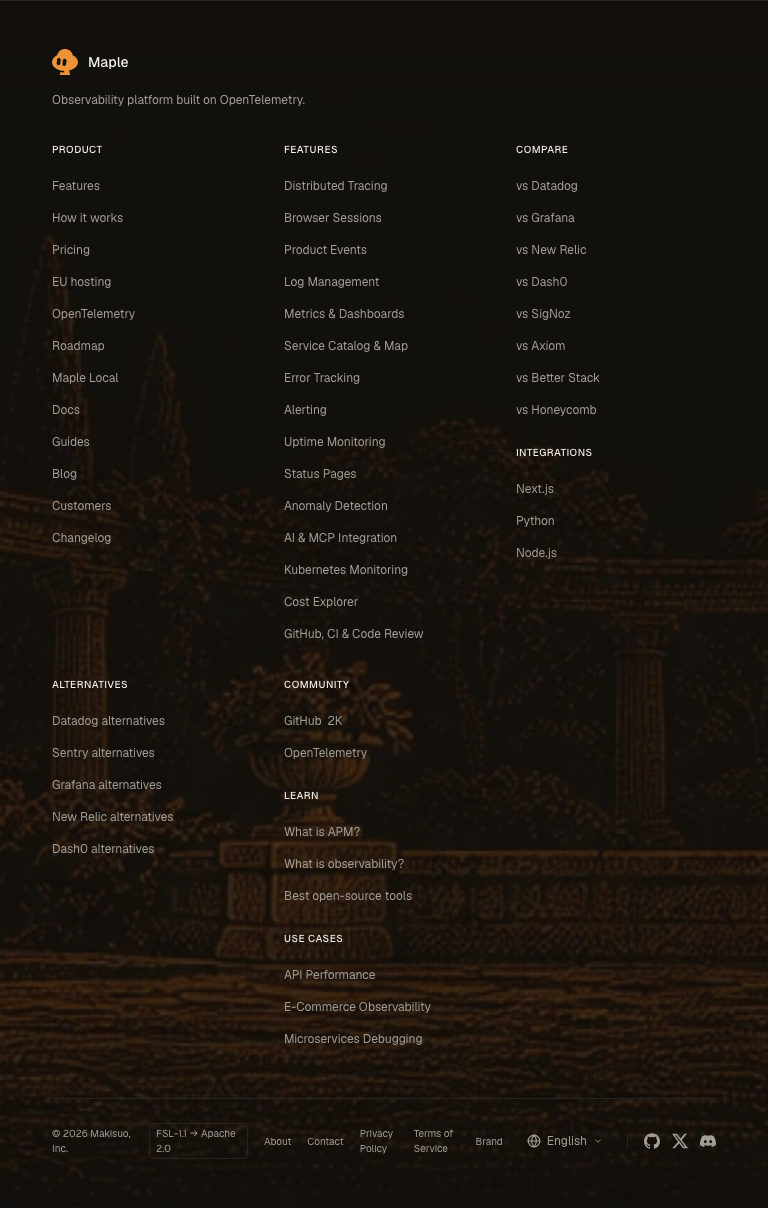 Maple
Observability platform built on OpenTelemetry.
PRODUCT
Features
How it works
Pricing
EU hosting
OpenTelemetry
Roadmap
Maple Local
Docs
Guides
Blog
Customers
Changelog
FEATURES
Distributed Tracing
Browser Sessions
Product Events
Log Management
Metrics & Dashboards
Service Catalog & Map
Error Tracking
Alerting
Uptime Monitoring
Status Pages
Anomaly Detection
AI & MCP Integration
Kubernetes Monitoring
Cost Explorer
GitHub, CI & Code Review
COMPARE
vs Datadog
vs Grafana
vs New Relic
vs Dash0
vs SigNoz
vs Axiom
vs Better Stack
vs Honeycomb
INTEGRATIONS
Next.js
Python
Node.js
ALTERNATIVES
Datadog alternatives
Sentry alternatives
Grafana alternatives
New Relic alternatives
Dash0 alternatives
COMMUNITY
GitHub 2K
OpenTelemetry
LEARN
What is APM?
What is observability?
Best open-source tools
USE CASES
API Performance
E-Commerce Observability
Microservices Debugging
© 2026 Makisuo,
Inc.
FSL-1.1 → Apache
2.0
About
Contact
Privacy
Policy
Terms of
Service
Brand
English